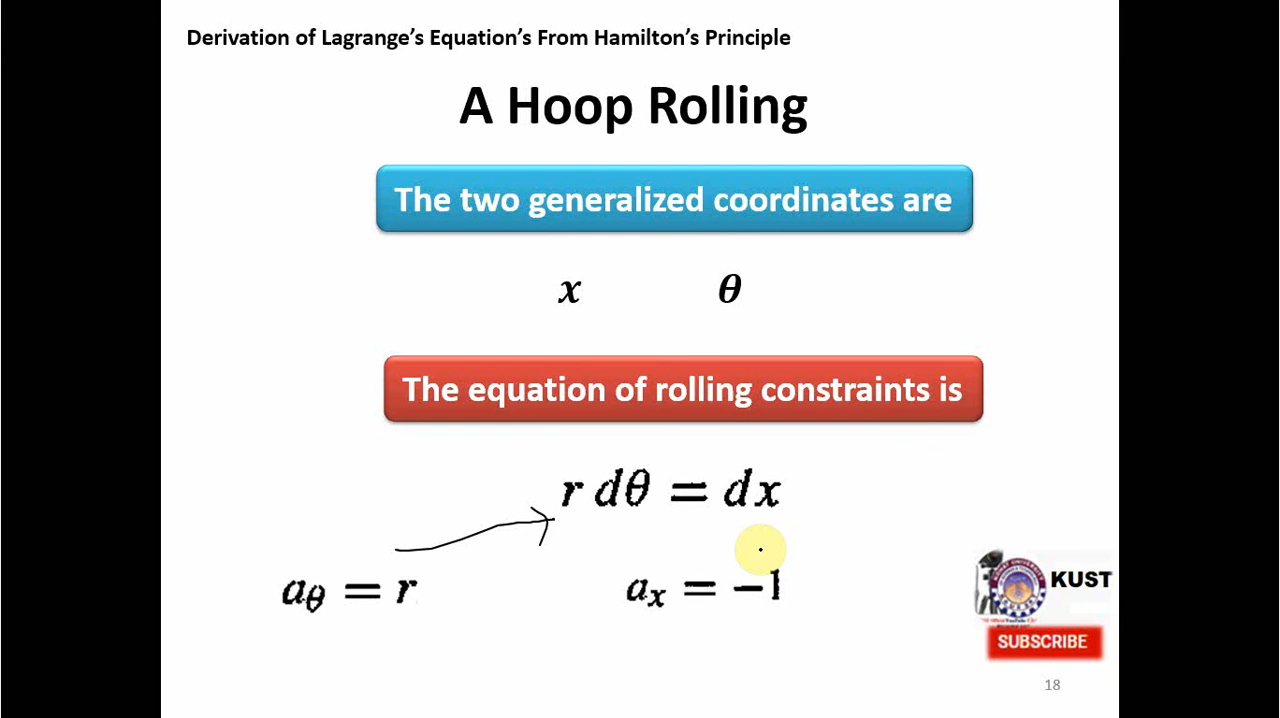 Derivation of Lagrange's Equation's From Hamilton's Principle
A Hoop Rolling
The two generalized coordinates are
x θ
The equation of rolling constraints is
r dθ = dx
aθ = r ax = −1
KUST
SUBSCRIBE
18